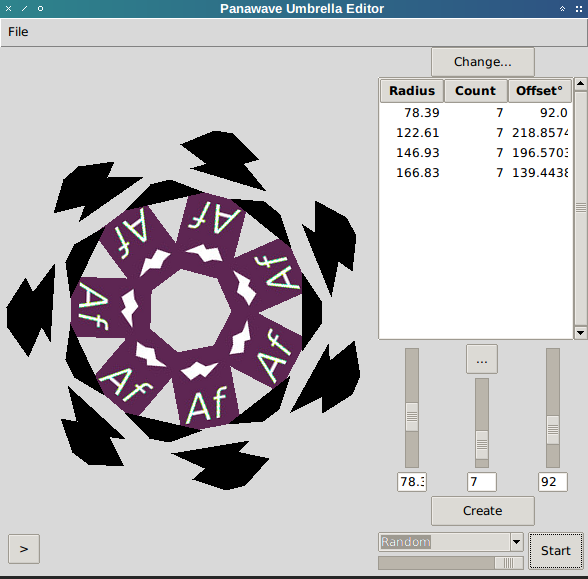 Panawave Umbrella Editor
File
Change...
Radius Count Offset°
78.39 7 92.0
122.61 7 218.8574
146.93 7 196.5703
166.83 7 139.4438
Af
Af
Af
Af
Af
Af
Af
...
78.3 7 92
Create
Random
> Start